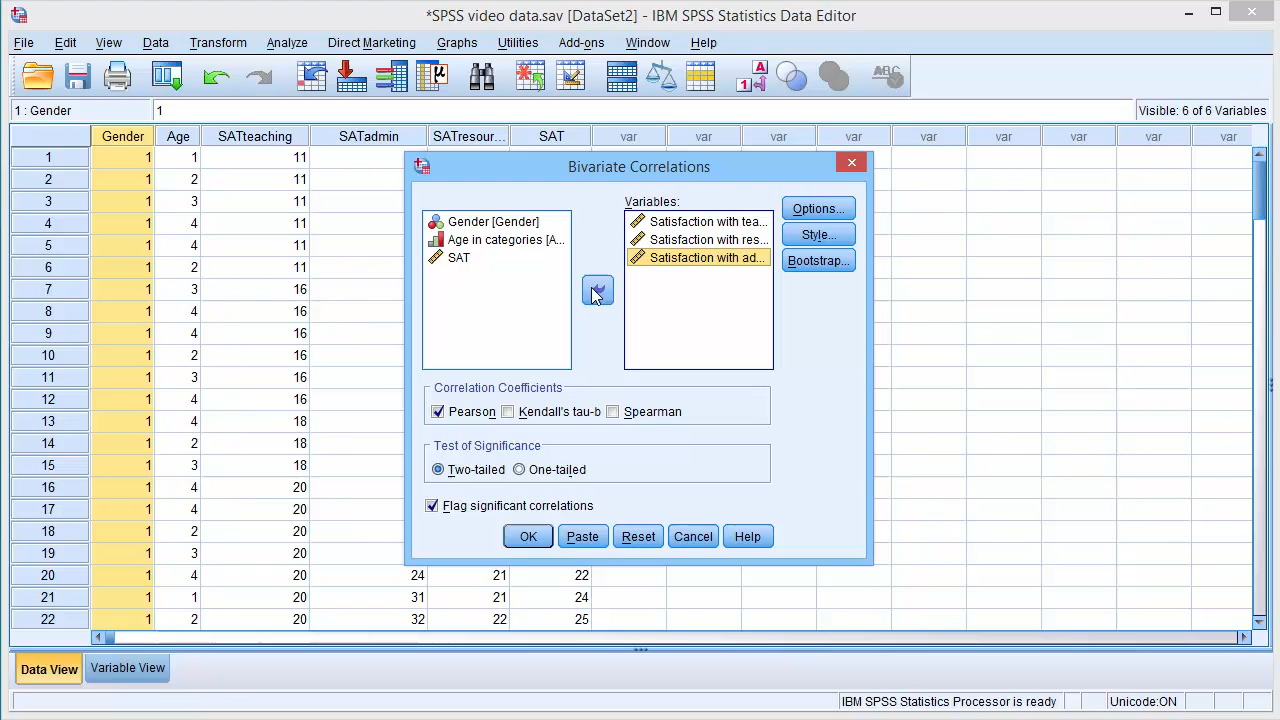 *SPSS video data.sav [DataSet2] - IBM SPSS Statistics Data Editor
File Edit View Data Transform Analyze Direct Marketing Graphs Utilities Add-ons Window Help
1 : Gender 1 Visible: 6 of 6 Variables
Gender Age SATteaching SATadmin SATresour... SAT var var var var var var var var var
1 1 1 11
2 1 2 11
3 1 3 11
4 1 4 11
5 1 4 11
6 1 2 11
7 1 3 16
8 1 4 16
9 1 4 16
10 1 2 16
11 1 3 16
12 1 4 16
13 1 4 18
14 1 2 18
15 1 3 18
16 1 4 20
17 1 4 20
18 1 2 20
19 1 3 20
20 1 4 20 24 21 22
21 1 1 20 31 21 24
22 1 2 20 32 22 25
Bivariate Correlations
Variables:
Gender [Gender]
Age in categories [A...
SAT
Satisfaction with tea...
Satisfaction with res...
Satisfaction with ad...
Options...
Style...
Bootstrap...
Correlation Coefficients
Pearson Kendall's tau-b Spearman
Test of Significance
Two-tailed One-tailed
Flag significant correlations
OK Paste Reset Cancel Help
Data View Variable View
IBM SPSS Statistics Processor is ready Unicode:ON